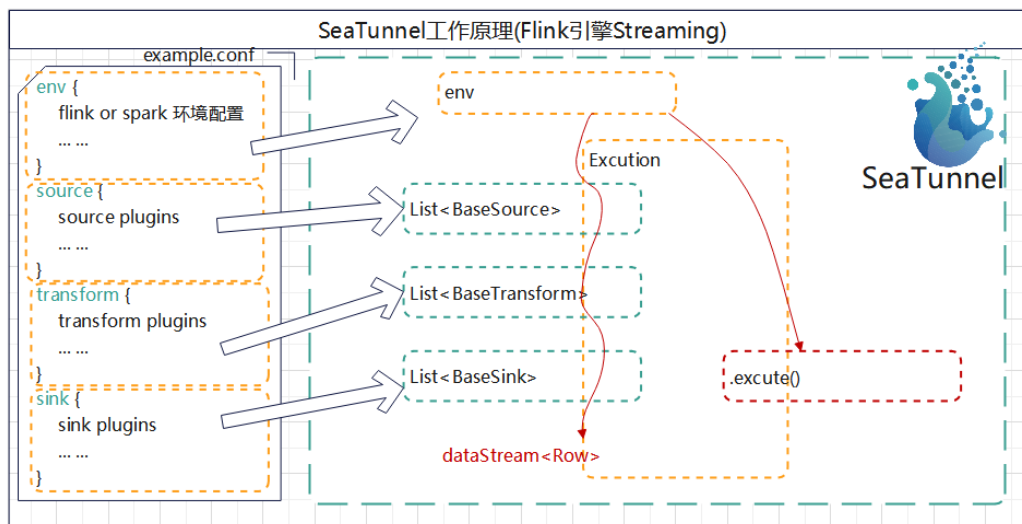 SeaTunnel工作原理(Flink引擎Streaming)
example.conf
env {
flink or spark 环境配置
... ...
}
source {
source plugins
... ...
}
transform {
transform plugins
... ...
}
sink {
sink plugins
... ...
}
env
Excution
List<BaseSource>
List<BaseTransform>
List<BaseSink>
dataStream<Row>
.excute()
SeaTunnel